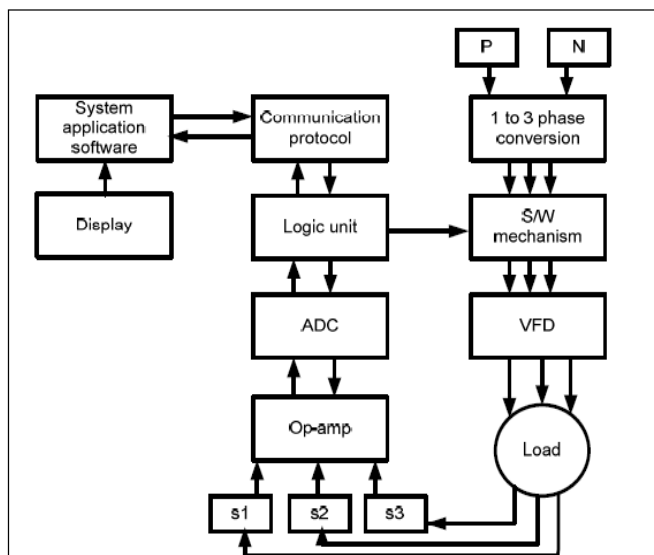 P
N
System
application
software
Communication
protocol
1 to 3 phase
conversion
Display
Logic unit
S/W
mechanism
ADC
VFD
Op-amp
Load
s1
s2
s3